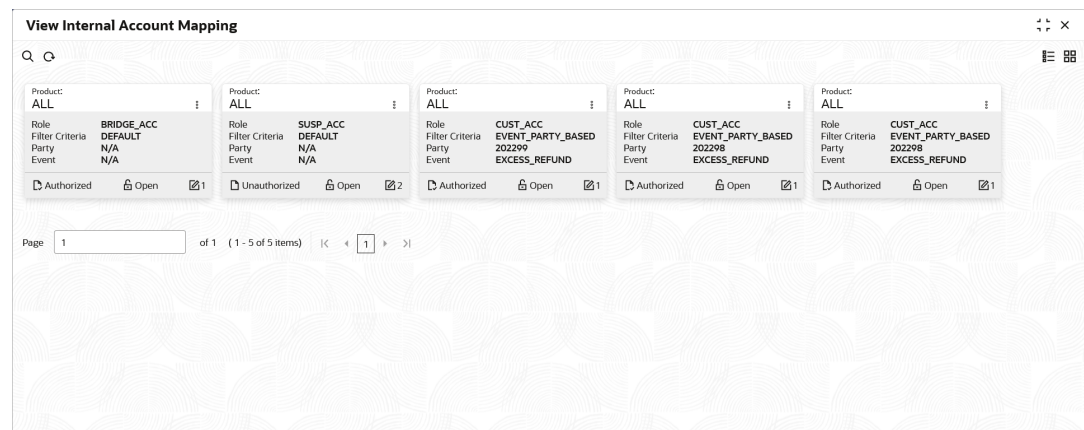 View Internal Account Mapping
Product:
ALL
Role BRIDGE_ACC
Filter Criteria DEFAULT
Party N/A
Event N/A
Authorized Open 1
Product:
ALL
Role SUSP_ACC
Filter Criteria DEFAULT
Party N/A
Event N/A
Unauthorized Open 2
Product:
ALL
Role CUST_ACC
Filter Criteria EVENT_PARTY_BASED
Party 202299
Event EXCESS_REFUND
Authorized Open 1
Product:
ALL
Role CUST_ACC
Filter Criteria EVENT_PARTY_BASED
Party 202298
Event EXCESS_REFUND
Authorized Open 1
Product:
ALL
Role CUST_ACC
Filter Criteria EVENT_PARTY_BASED
Party 202298
Event EXCESS_REFUND
Authorized Open 1
Page 1 of 1 ( 1 - 5 of 5 items) 1